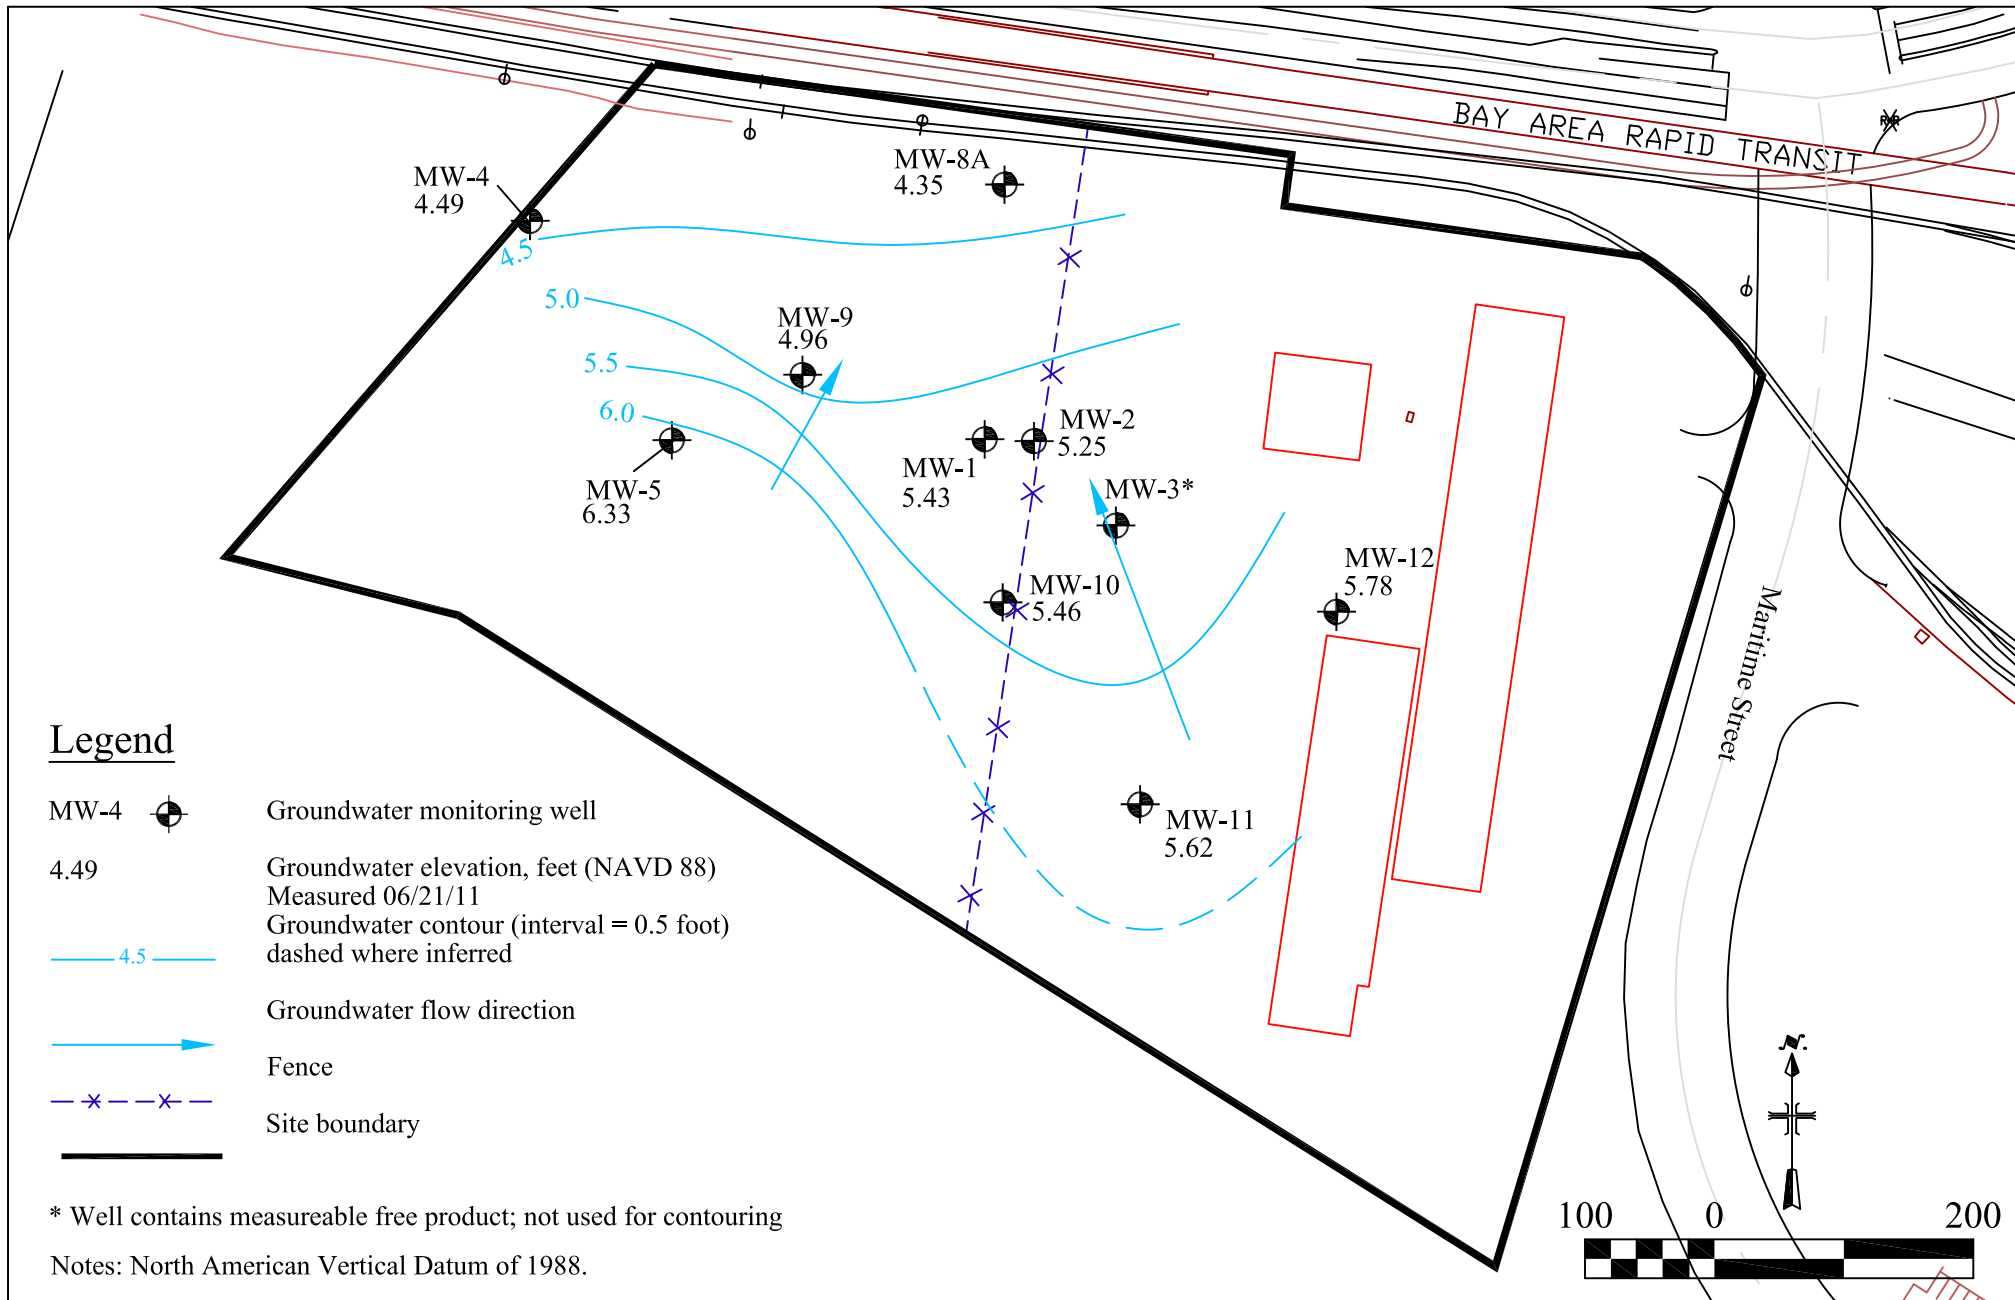 BAY AREA RAPID TRANSIT
MW-8A
4.35
MW-4
4.49
4.5
5.0
MW-9
4.96
5.5
6.0
MW-2
5.25
MW-1
5.43
MW-5
6.33
MW-3*
MW-12
5.78
MW-10
5.46
Maritime Street
MW-11
5.62
Legend
MW-4 Groundwater monitoring well
4.49 Groundwater elevation, feet (NAVD 88)
Measured 06/21/11
Groundwater contour (interval = 0.5 foot)
4.5 dashed where inferred
Groundwater flow direction
Fence
Site boundary
* Well contains measureable free product; not used for contouring
Notes: North American Vertical Datum of 1988.
N.
100 0 200